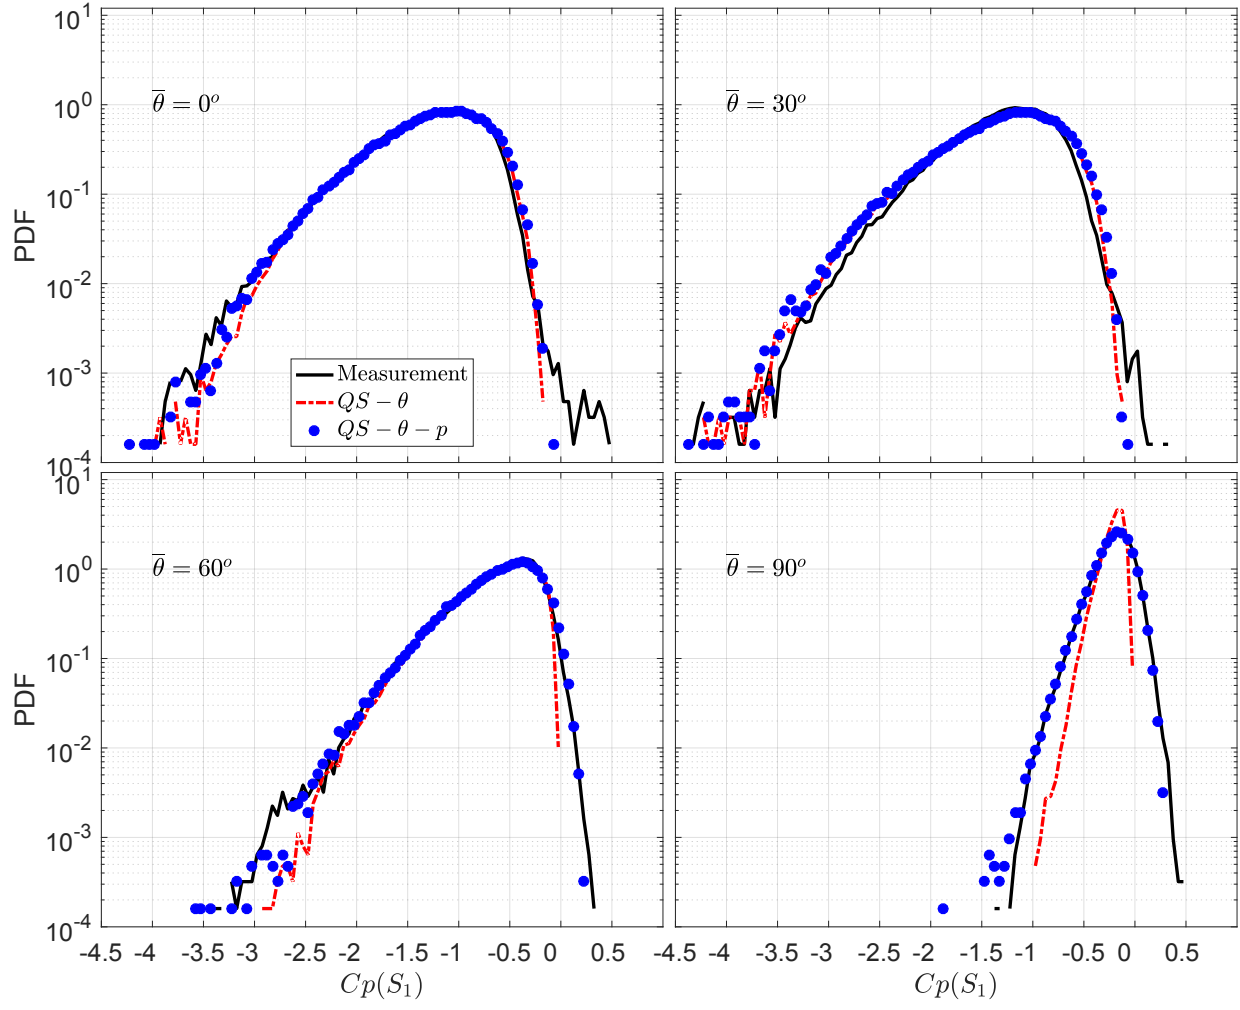 10^1
10^0
10^-1
10^-2
10^-3
10^-4
PDF
θ̅ = 0^o
Measurement
QS − θ
QS − θ − p
θ̅ = 30^o
10^1
10^0
10^-1
10^-2
10^-3
10^-4
PDF
θ̅ = 60^o
θ̅ = 90^o
-4.5 -4 -3.5 -3 -2.5 -2 -1.5 -1 -0.5 0 0.5
-4.5 -4 -3.5 -3 -2.5 -2 -1.5 -1 -0.5 0 0.5
Cp(S_1)
Cp(S_1)